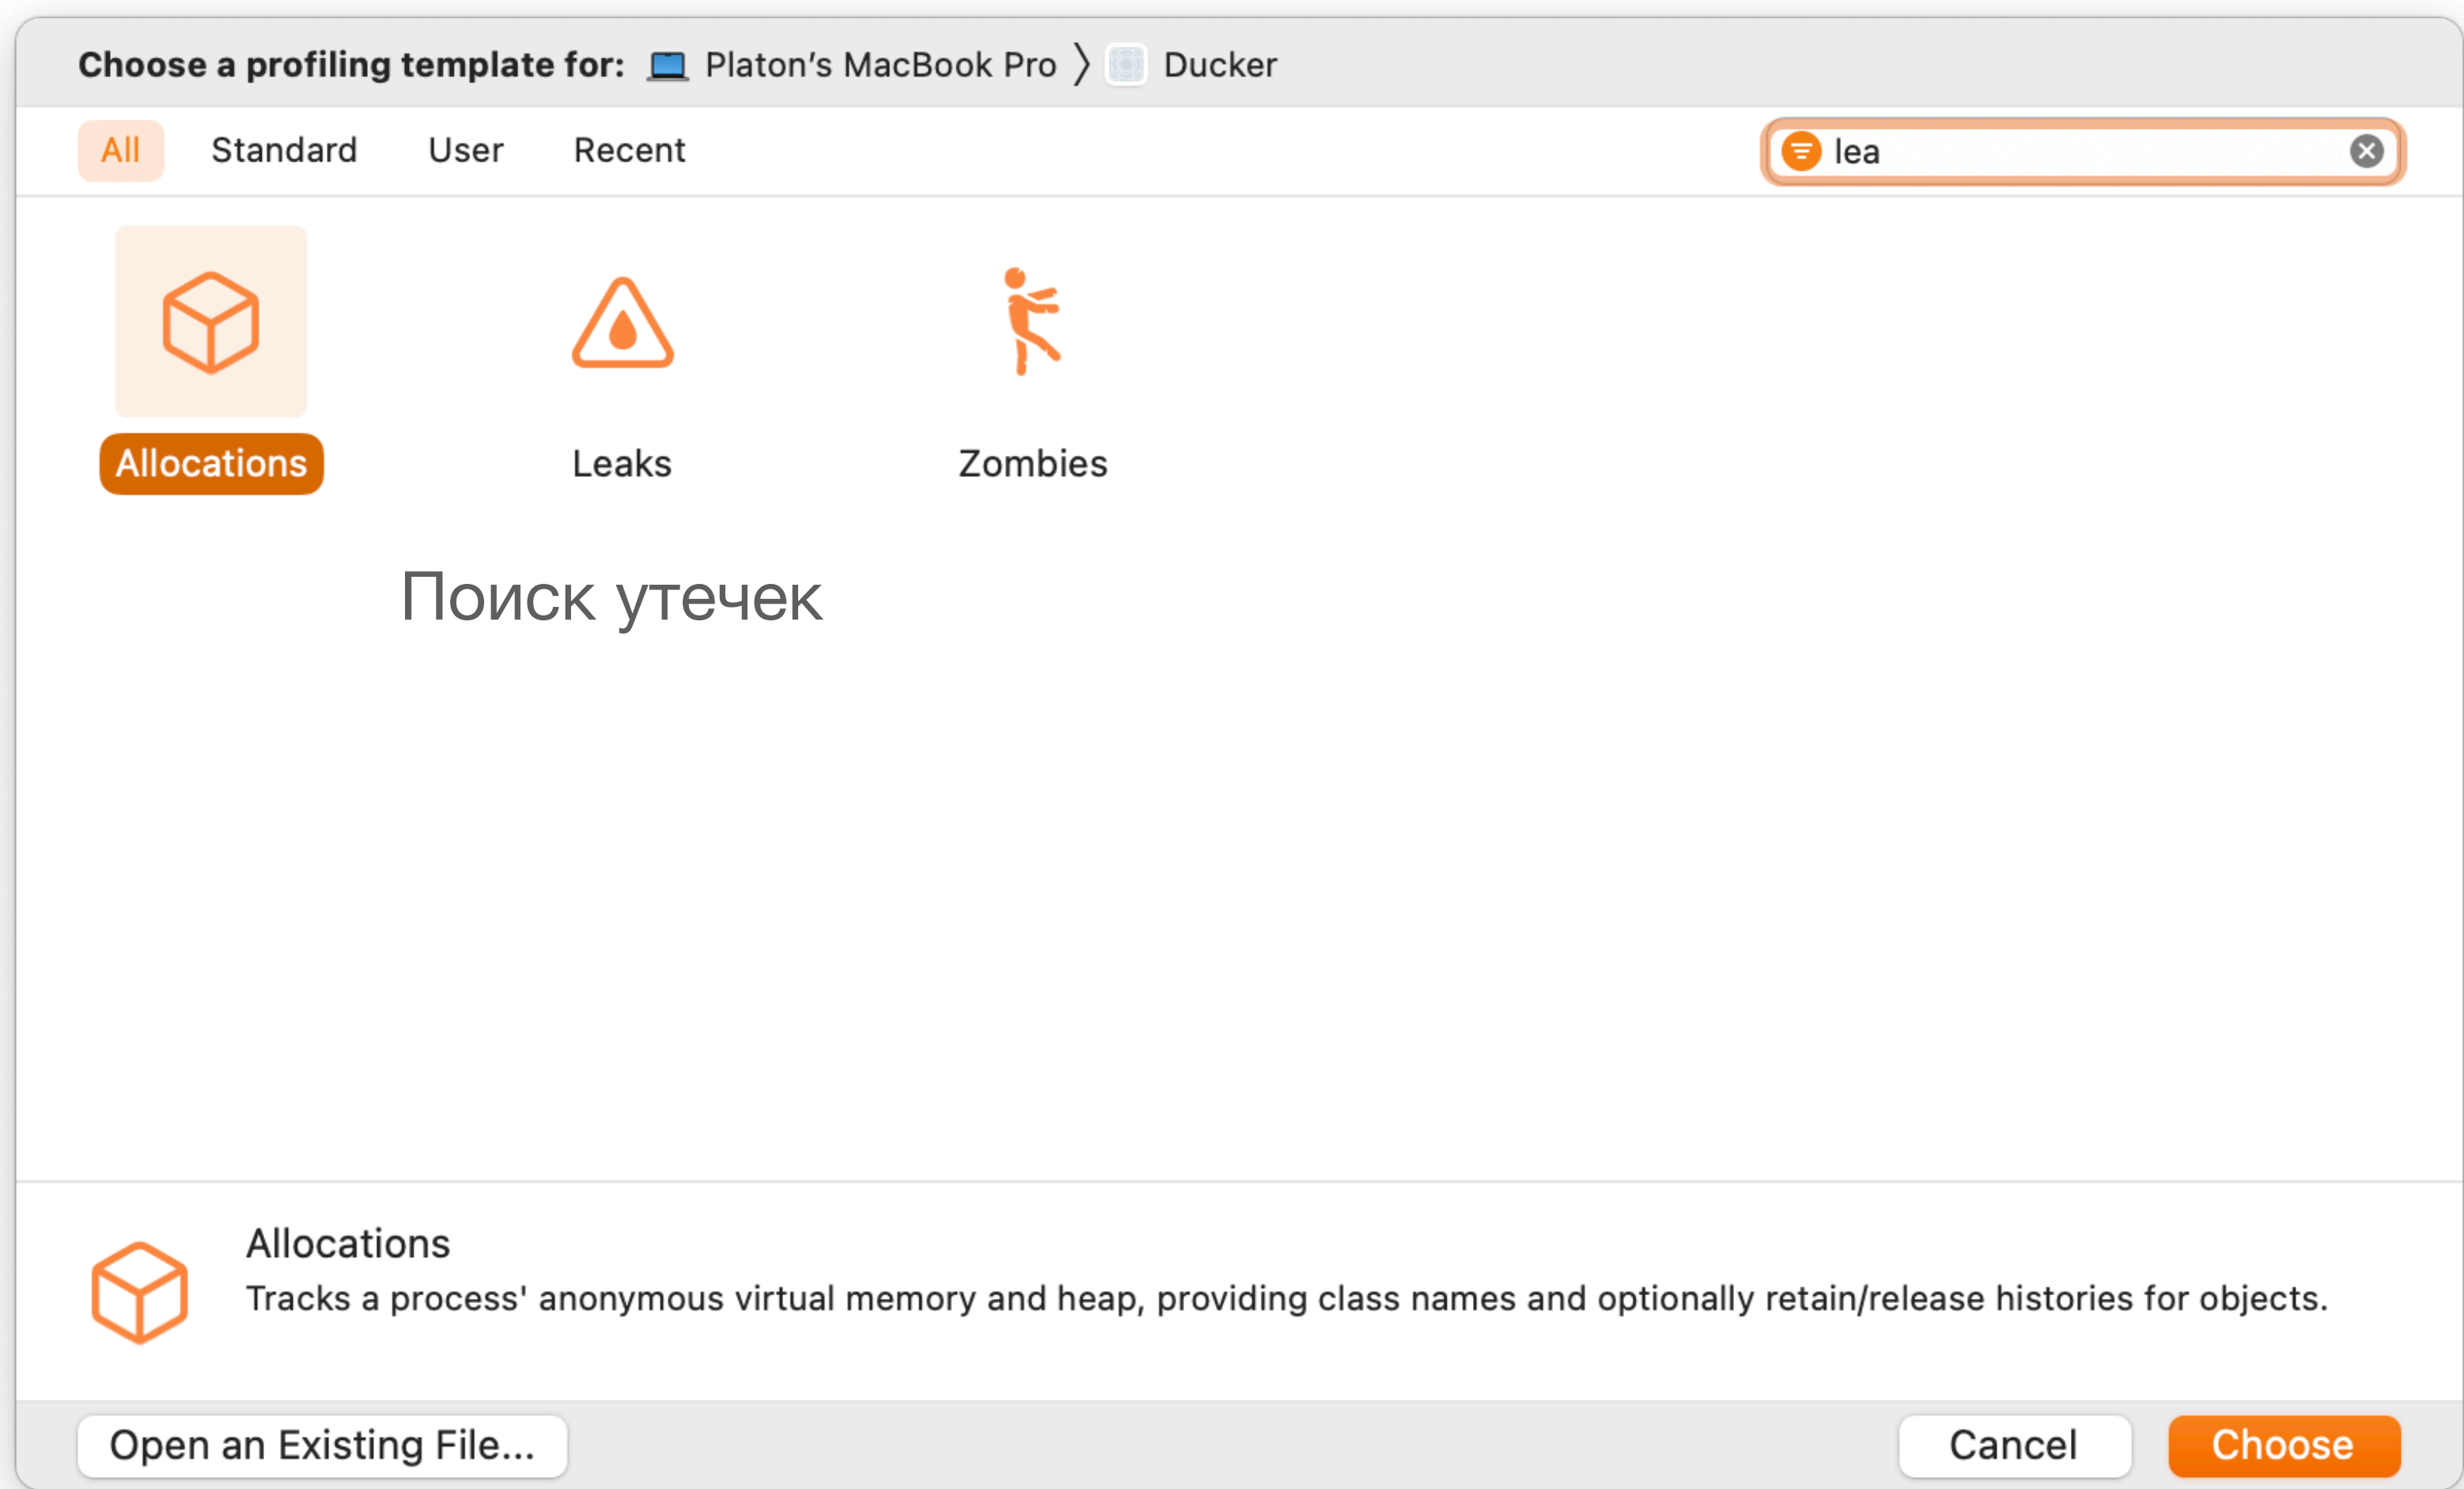 Choose a profiling template for: Platon’s MacBook Pro 〉 Ducker
All Standard User Recent lea
Allocations Leaks Zombies
Поиск утечек
Allocations
Tracks a process' anonymous virtual memory and heap, providing class names and optionally retain/release histories for objects.
Open an Existing File... Cancel Choose